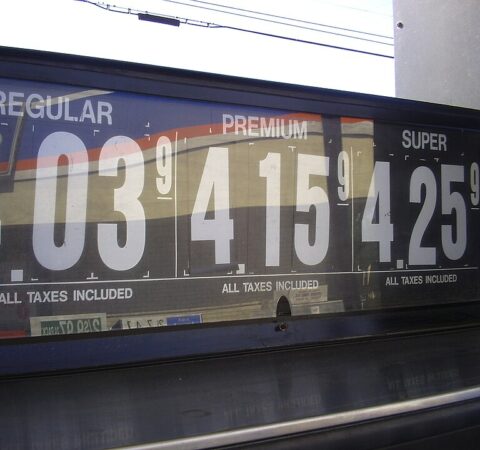 REGULAR
.03 9
ALL TAXES INCLUDED
PREMIUM
4.15 9
ALL TAXES INCLUDED
SUPER
4.25 9
ALL TAXES INCLUDED